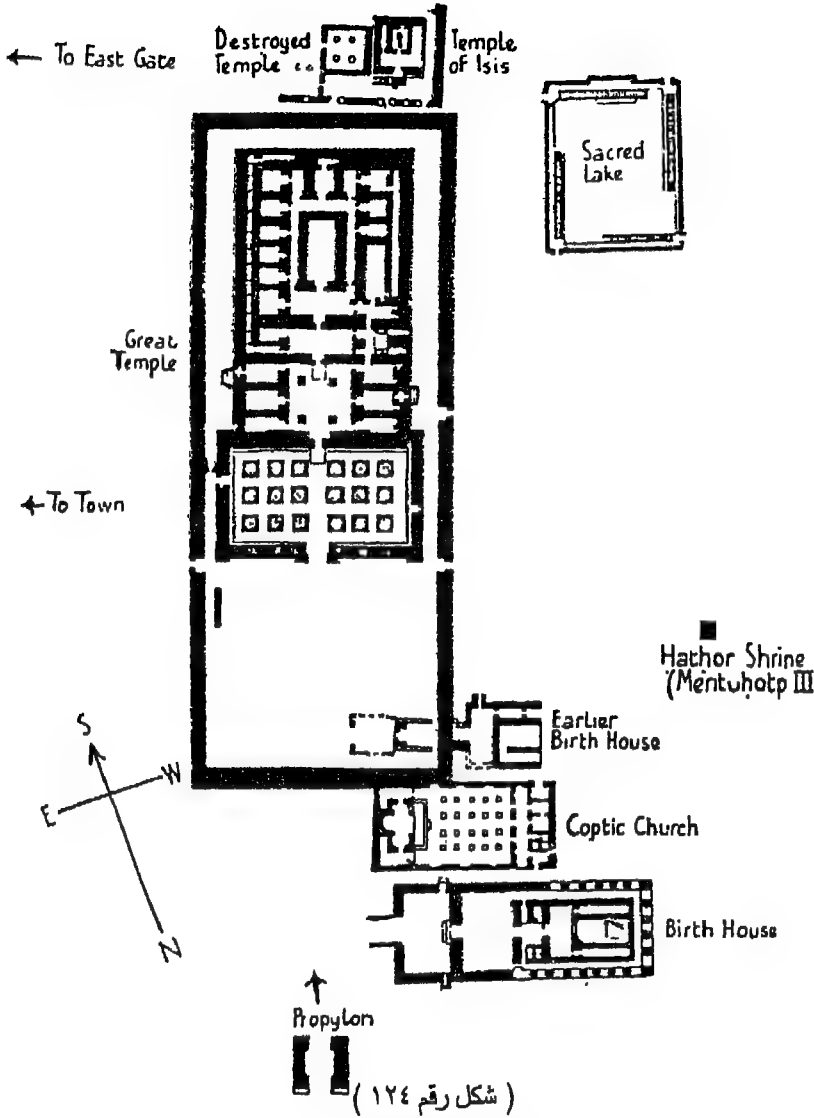 ← To East Gate
Destroyed
Temple
Temple
of Isis
Sacred
Lake
Great
Temple
← To Town
Hathor Shrine
(Mentuhotp III
Earlier
Birth House
S
W
E
N
Coptic Church
Birth House
Propylon
( شكل رقم ١٢٤ )